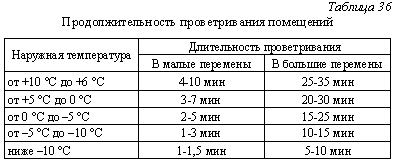 Таблица 36
Продолжительность проветривания помещений
Наружная температура Длительность проветривания
В малые перемены В большие перемены
от +10 °С до +6 °С 4-10 мин 25-35 мин
от +5 °С до 0 °С 3-7 мин 20-30 мин
от 0 °С до –5 °С 2-5 мин 15-25 мин
от –5 °С до –10 °С 1-3 мин 10-15 мин
ниже –10 °С 1-1,5 мин 5-10 мин